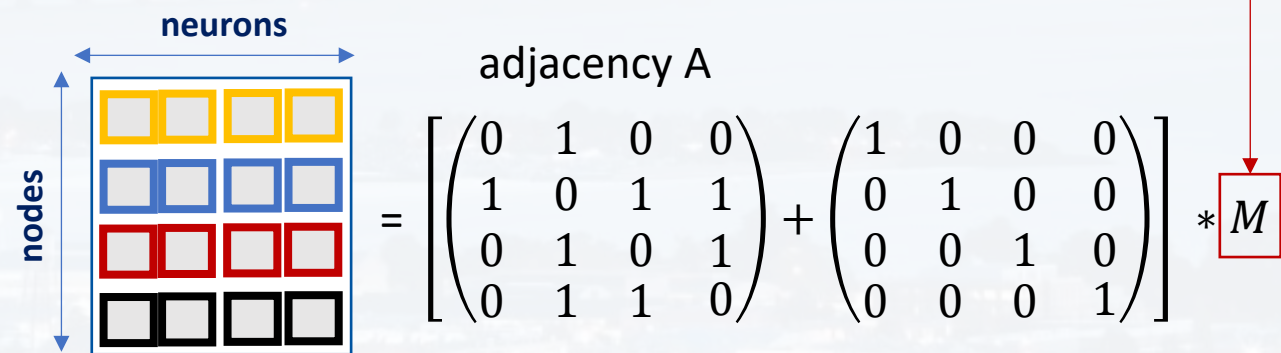 neurons
nodes
adjacency A
= [(0 1 0 0
1 0 1 1
0 1 0 1
0 1 1 0) + (1 0 0 0
0 1 0 0
0 0 1 0
0 0 0 1)] * M